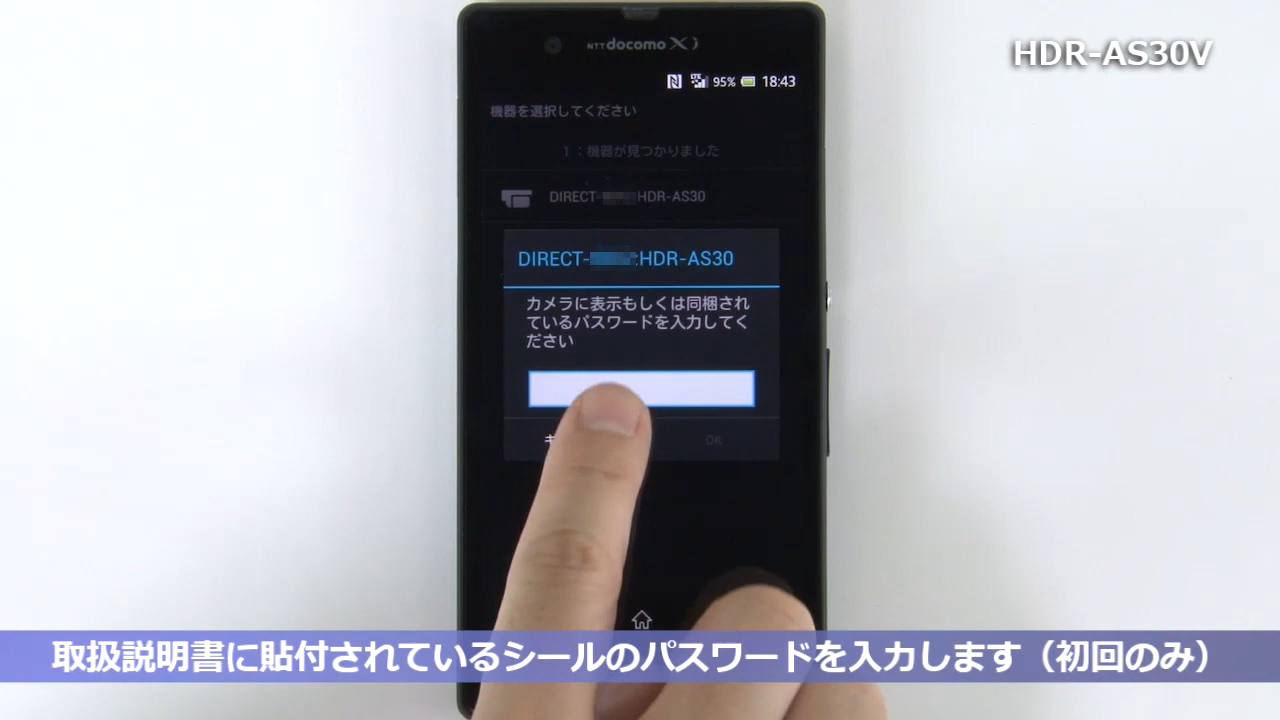 HDR-AS30V
NTT docomo Xi
LTE 95% 18:43
機器を選択してください
1：機器が見つかりました
DIRECT- HDR-AS30
DIRECT- :HDR-AS30
カメラに表示もしくは同梱され
ているパスワードを入力してく
ださい
キ
OK
取扱説明書に貼付されているシールのパスワードを入力します（初回のみ）